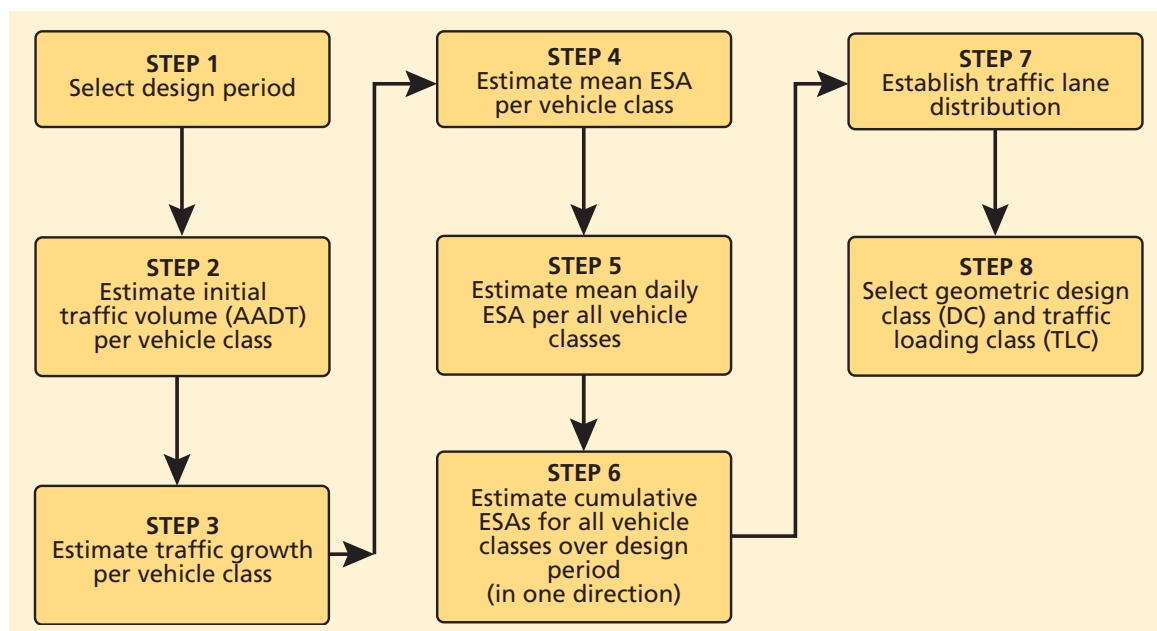 STEP 1
Select design period
STEP 2
Estimate initial
traffic volume (AADT)
per vehicle class
STEP 3
Estimate traffic growth
per vehicle class
STEP 4
Estimate mean ESA
per vehicle class
STEP 5
Estimate mean daily
ESA per all vehicle
classes
STEP 6
Estimate cumulative
ESAs for all vehicle
classes over design
period
(in one direction)
STEP 7
Establish traffic lane
distribution
STEP 8
Select geometric design
class (DC) and traffic
loading class (TLC)